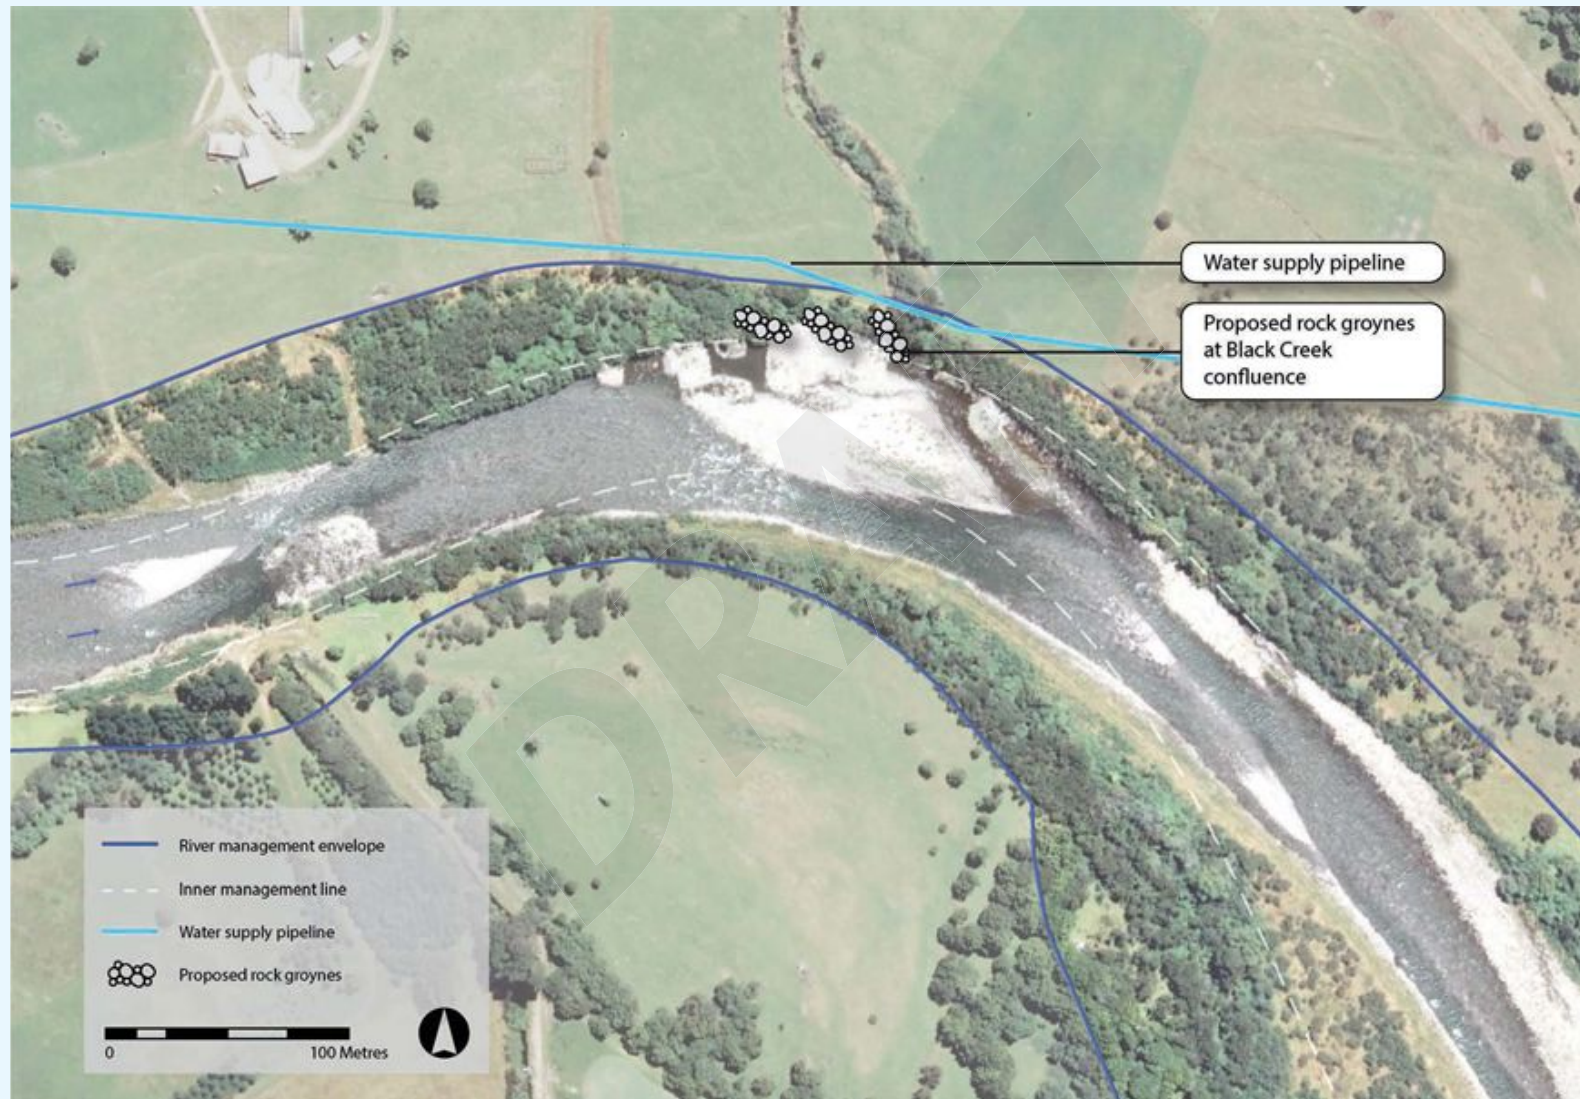 Water supply pipeline
Proposed rock groynes
at Black Creek
confluence
DRAFT
River management envelope
Inner management line
Water supply pipeline
Proposed rock groynes
0 100 Metres